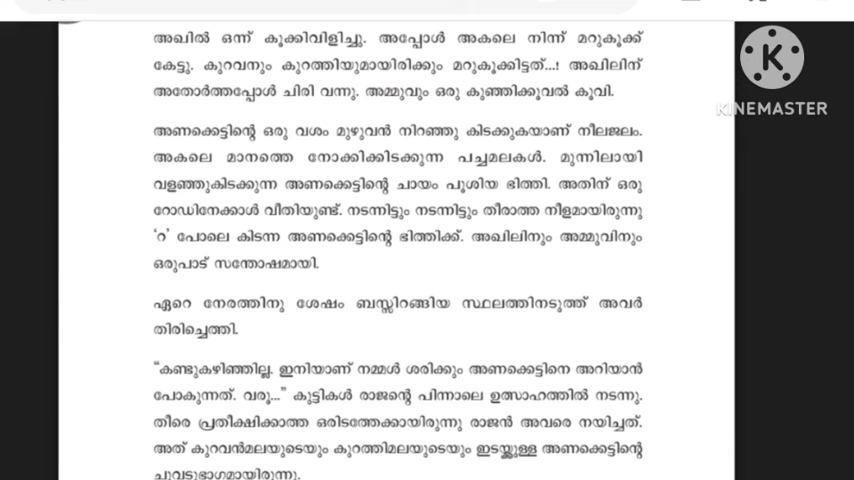 അഖിൽ ഒന്ന് കൂക്കിവിളിച്ചു. അപ്പോൾ അകലെ നിന്ന് മറുകൂക്ക്
കേട്ടു. കുറവനും കുറത്തിയുമായിരിക്കും മറുകൂക്കിട്ടത്...! അഖിലിന്
അതോർത്തപ്പോൾ ചിരി വന്നു. അമ്മുവും ഒരു കുഞ്ഞിക്കൂവൽ കൂവി.
അണക്കെട്ടിന്റെ ഒരു വശം മുഴുവൻ നിറഞ്ഞു കിടക്കുകയാണ് നീലജലം.
അകലെ മാനത്തെ നോക്കിക്കിടക്കുന്ന പച്ചമലകൾ. മുന്നിലായി
വളഞ്ഞുകിടക്കുന്ന അണക്കെട്ടിന്റെ ചായം പൂശിയ ഭിത്തി. അതിന് ഒരു
റോഡിനേക്കാൾ വീതിയുണ്ട്. നടന്നിട്ടും നടന്നിട്ടും തീരാത്ത നീളമായിരുന്നു
‘റ’ പോലെ കിടന്ന അണക്കെട്ടിന്റെ ഭിത്തിക്ക്. അഖിലിനും അമ്മുവിനും
ഒരുപാട് സന്തോഷമായി.
ഏറെ നേരത്തിനു ശേഷം ബസ്സിറങ്ങിയ സ്ഥലത്തിനടുത്ത് അവർ
തിരിച്ചെത്തി.
“കണ്ടുകഴിഞ്ഞില്ല. ഇനിയാണ് നമ്മൾ ശരിക്കും അണക്കെട്ടിനെ അറിയാൻ
പോകുന്നത്. വരൂ...” കുട്ടികൾ രാജന്റെ പിന്നാലെ ഉത്സാഹത്തിൽ നടന്നു.
തീരെ പ്രതീക്ഷിക്കാത്ത ഒരിടത്തേക്കായിരുന്നു രാജൻ അവരെ നയിച്ചത്.
അത് കുറവൻമലയുടെയും കുറത്തിമലയുടെയും ഇടയ്ക്കുള്ള അണക്കെട്ടിന്റെ
ചുവടുഭാഗമായിരുന്നു.
KINEMASTER